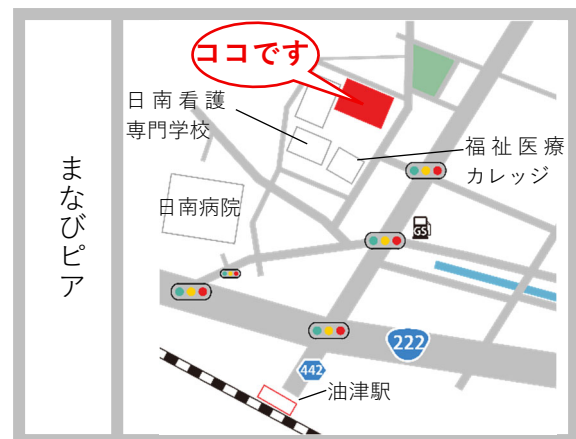 まなびピア
ココです
日南看護
専門学校
福祉医療
カレッジ
日南病院
GS
222
442
油津駅